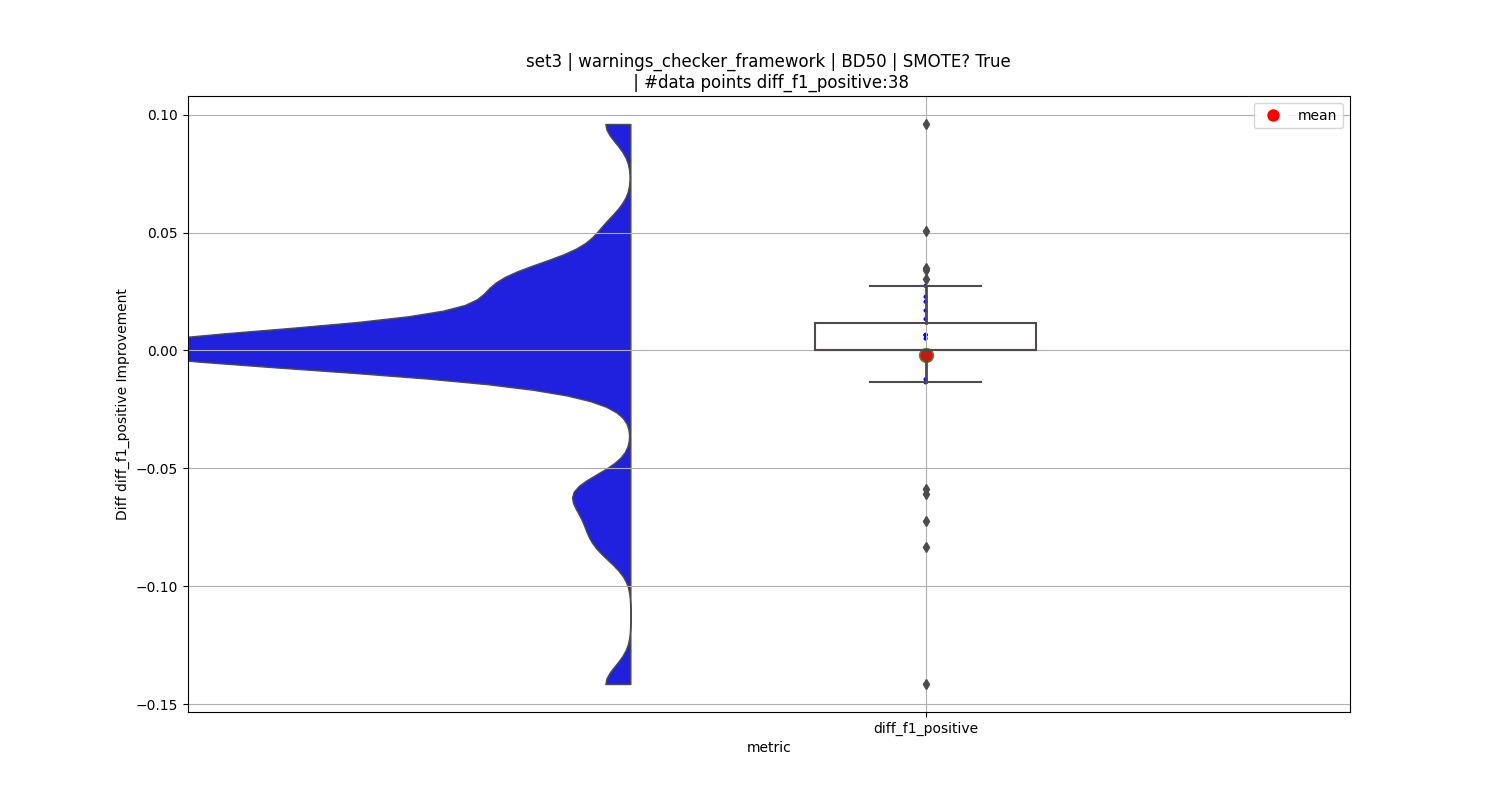 set3 | warnings_checker_framework | BD50 | SMOTE? True
| #data points diff_f1_positive:38
mean
0.10
0.05
0.00
−0.05
−0.10
−0.15
Diff diff_f1_positive Improvement
diff_f1_positive
metric